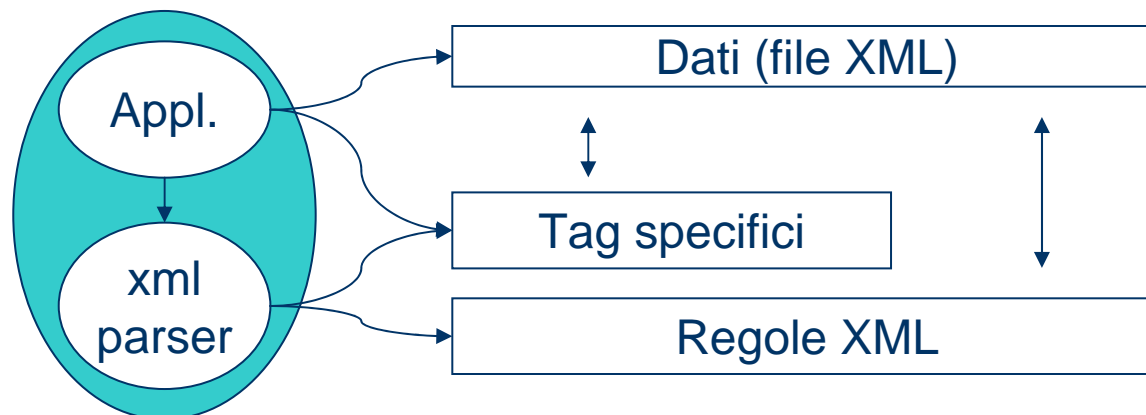 Dati (file XML)
Appl.
Tag specifici
xml
parser
Regole XML